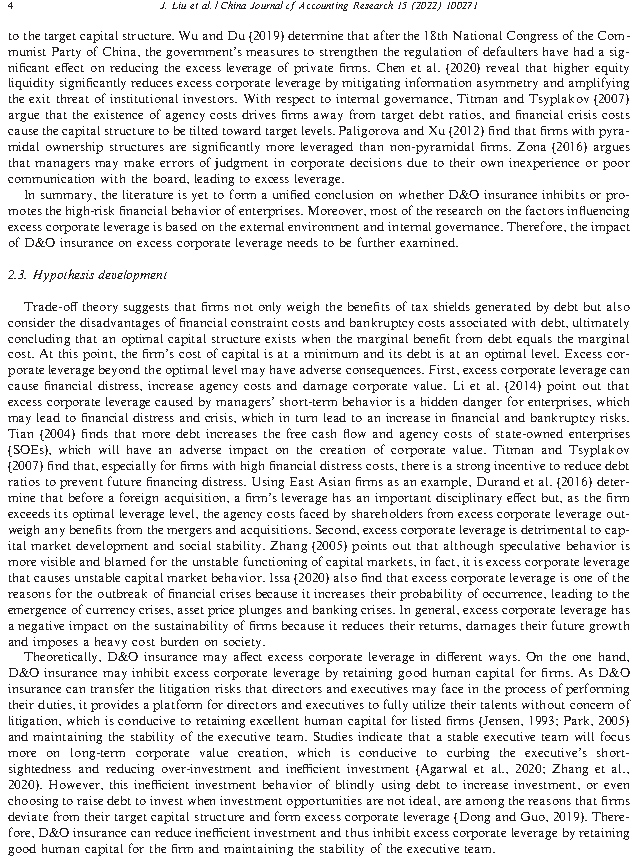 4 J. Liu et al. / China Journal of Accounting Research 15 (2022) 100271
to the target capital structure. Wu and Du (2019) determine that after the 18th National Congress of the Com-
munist Party of China, the government's measures to strengthen the regulation of defaulters have had a sig-
nificant effect on reducing the excess leverage of private firms. Chen et al. (2020) reveal that higher equity
liquidity significantly reduces excess corporate leverage by mitigating information asymmetry and amplifying
the exit threat of institutional investors. With respect to internal governance, Titman and Tsyplakov (2007)
argue that the existence of agency costs drives firms away from target debt ratios, and financial crisis costs
cause the capital structure to be tilted toward target levels. Paligorova and Xu (2012) find that firms with pyra-
midal ownership structures are significantly more leveraged than non-pyramidal firms. Zona (2016) argues
that managers may make errors of judgment in corporate decisions due to their own inexperience or poor
communication with the board, leading to excess leverage.
In summary, the literature is yet to form a unified conclusion on whether D&O insurance inhibits or pro-
motes the high-risk financial behavior of enterprises. Moreover, most of the research on the factors influencing
excess corporate leverage is based on the external environment and internal governance. Therefore, the impact
of D&O insurance on excess corporate leverage needs to be further examined.
2.3. Hypothesis development
Trade-off theory suggests that firms not only weigh the benefits of tax shields generated by debt but also
consider the disadvantages of financial constraint costs and bankruptcy costs associated with debt, ultimately
concluding that an optimal capital structure exists when the marginal benefit from debt equals the marginal
cost. At this point, the firm's cost of capital is at a minimum and its debt is at an optimal level. Excess cor-
porate leverage beyond the optimal level may have adverse consequences. First, excess corporate leverage can
cause financial distress, increase agency costs and damage corporate value. Li et al. (2014) point out that
excess corporate leverage caused by managers' short-term behavior is a hidden danger for enterprises, which
may lead to financial distress and crisis, which in turn lead to an increase in financial and bankruptcy risks.
Tian (2004) finds that more debt increases the free cash flow and agency costs of state-owned enterprises
(SOEs), which will have an adverse impact on the creation of corporate value. Titman and Tsyplakov
(2007) find that, especially for firms with high financial distress costs, there is a strong incentive to reduce debt
ratios to prevent future financing distress. Using East Asian firms as an example, Durand et al. (2016) deter-
mine that before a foreign acquisition, a firm's leverage has an important disciplinary effect but, as the firm
exceeds its optimal leverage level, the agency costs faced by shareholders from excess corporate leverage out-
weigh any benefits from the mergers and acquisitions. Second, excess corporate leverage is detrimental to cap-
ital market development and social stability. Zhang (2005) points out that although speculative behavior is
more visible and blamed for the unstable functioning of capital markets, in fact, it is excess corporate leverage
that causes unstable capital market behavior. Issa (2020) also find that excess corporate leverage is one of the
reasons for the outbreak of financial crises because it increases their probability of occurrence, leading to the
emergence of currency crises, asset price plunges and banking crises. In general, excess corporate leverage has
a negative impact on the sustainability of firms because it reduces their returns, damages their future growth
and imposes a heavy cost burden on society.
Theoretically, D&O insurance may affect excess corporate leverage in different ways. On the one hand,
D&O insurance may inhibit excess corporate leverage by retaining good human capital for firms. As D&O
insurance can transfer the litigation risks that directors and executives may face in the process of performing
their duties, it provides a platform for directors and executives to fully utilize their talents without concern of
litigation, which is conducive to retaining excellent human capital for listed firms (Jensen, 1993; Park, 2005)
and maintaining the stability of the executive team. Studies indicate that a stable executive team will focus
more on long-term corporate value creation, which is conducive to curbing the executive's short-
sightedness and reducing over-investment and inefficient investment (Agarwal et al., 2020; Zhang et al.,
2020). However, this inefficient investment behavior of blindly using debt to increase investment, or even
choosing to raise debt to invest when investment opportunities are not ideal, are among the reasons that firms
deviate from their target capital structure and form excess corporate leverage (Dong and Guo, 2019). There-
fore, D&O insurance can reduce inefficient investment and thus inhibit excess corporate leverage by retaining
good human capital for the firm and maintaining the stability of the executive team.